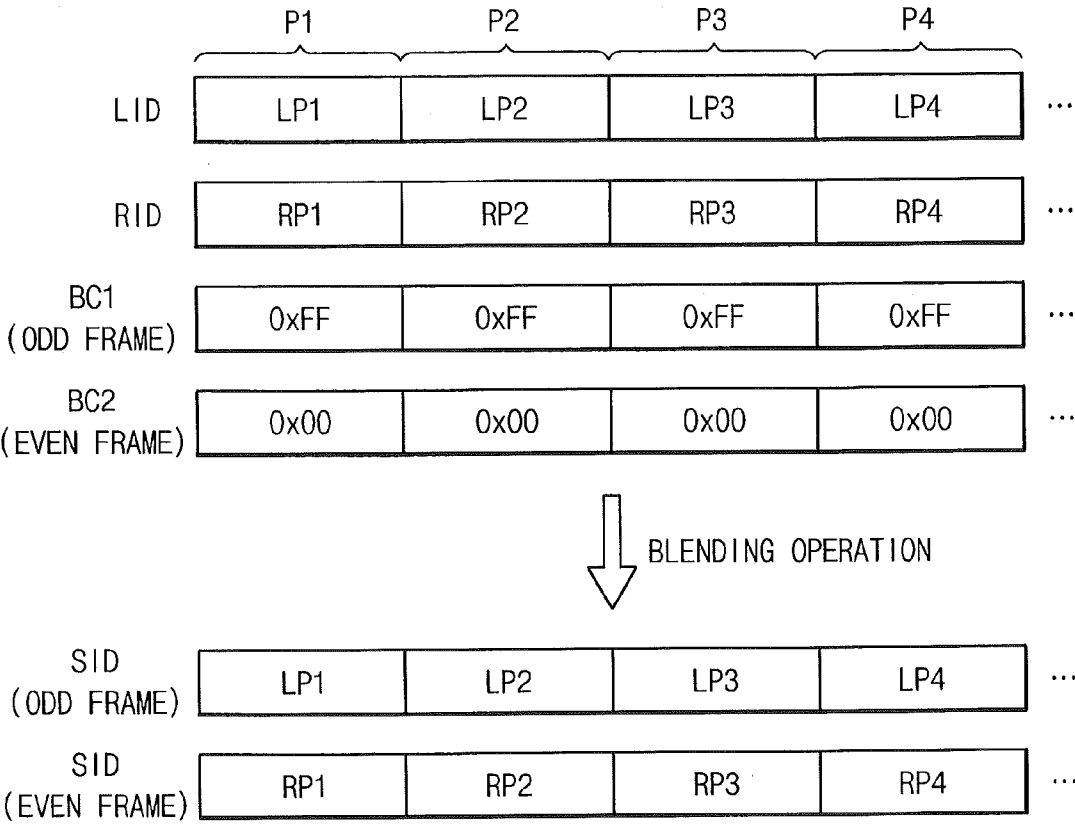 P1 P2 P3 P4
LID LP1 LP2 LP3 LP4 ...
RID RP1 RP2 RP3 RP4 ...
BC1
(ODD FRAME) 0xFF 0xFF 0xFF 0xFF ...
BC2
(EVEN FRAME) 0x00 0x00 0x00 0x00 ...
BLENDING OPERATION
SID
(ODD FRAME) LP1 LP2 LP3 LP4 ...
SID
(EVEN FRAME) RP1 RP2 RP3 RP4 ...